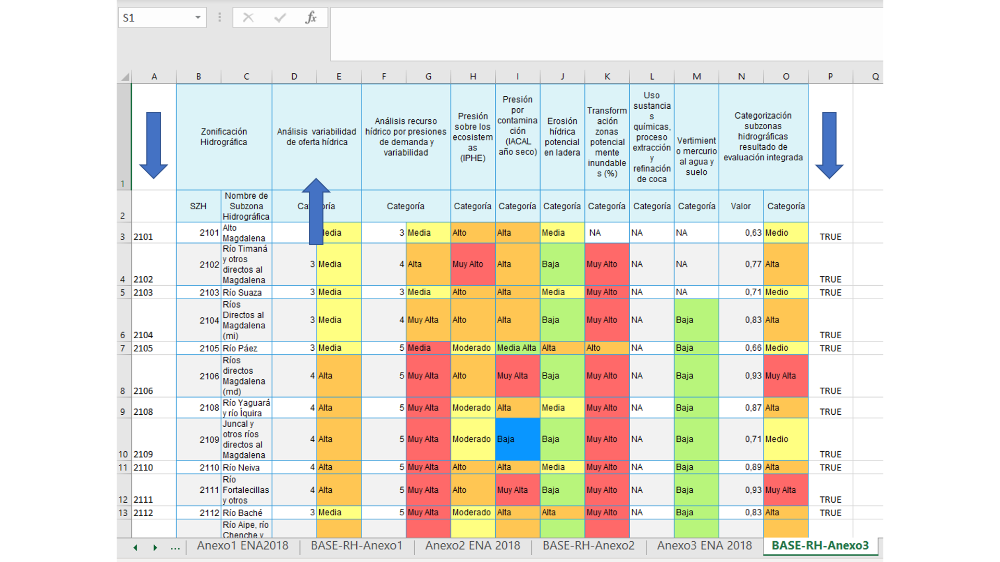 S1
fx
A B C D E F G H I J K L M N O P Q
1
Zonificación
Hidrográfica
Análisis variabilidad
de oferta hídrica
Análisis recurso
hídrico por presiones
de demanda y
variabilidad
Presión
sobre los
ecosistem
as
(IPHE)
Presión
por
contamina
ción
(IACAL
año seco)
Erosión
hídrica
potencial
en ladera
Transform
ación
zonas
potencial
mente
inundable
s (%)
Uso
sustancia
s
químicas,
proceso
extracción
y
refinación
de coca
Vertimient
o mercurio
al agua y
suelo
Categorización
subzonas
hidrográficas
resultado de
evaluación integrada
2
SZH
Nombre de
Subzona
Hidrográfica
Ca ría
Categoría
Categoría
Categoría
Categoría
Categoría
Categoría
Categoría
Valor
Categoría
3 2101 2101
Alto
Magdalena
edia 3 Media Alto Alta Media NA NA NA 0,63 Medio TRUE
4 2102 2102
Río Timaná
y otros
directos al
Magdalena
3 Media 4 Alta Muy Alto Alta Baja Muy Alto NA NA 0,77 Alta TRUE
5 2103 2103 Río Suaza 3 Media 3 Media Alto Alta Media Muy Alto NA NA 0,71 Medio TRUE
6 2104 2104
Ríos
Directos al
Magdalena
(mi)
3 Media 4 Muy Alta Alto Alta Baja Muy Alto NA Baja 0,83 Alta TRUE
7 2105 2105 Río Páez 3 Media 5 Media Moderado Media Alta Alta Alto NA Baja 0,66 Medio TRUE
8 2106 2106
Ríos
directos
Magdalena
(md)
4 Alta 5 Muy Alta Alto Muy Alta Baja Muy Alto NA Baja 0,93 Muy Alta TRUE
9 2108 2108
Río Yaguará
y río Íquira
4 Alta 5 Muy Alta Moderado Alta Media Muy Alto NA Baja 0,87 Alta TRUE
10 2109 2109
Juncal y
otros ríos
directos al
Magdalena
4 Alta 5 Muy Alta Moderado Baja Baja Muy Alto NA Baja 0,71 Medio TRUE
11 2110 2110 Río Neiva 4 Alta 5 Muy Alta Alto Alta Media Muy Alto NA Baja 0,89 Alta TRUE
12 2111 2111
Río
Fortalecillas
y otros
4 Alta 5 Muy Alta Alto Muy Alta Baja Muy Alto NA Baja 0,93 Muy Alta TRUE
13 2112 2112 Río Baché 3 Media 5 Muy Alta Moderado Alta Alta Muy Alto NA Baja 0,83 Alta TRUE
Río Aipe, río
Chenche y
... Anexo1 ENA2018 BASE-RH-Anexo1 Anexo2 ENA 2018 BASE-RH-Anexo2 Anexo3 ENA 2018 BASE-RH-Anexo3